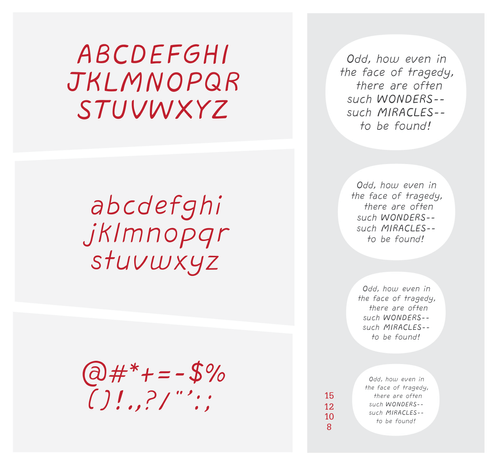 ABCDEFGHI
JKLMNOPQR
STUVWXYZ
abcdefghi
jklmnopqr
stuvwxyz
@#*+=-$%
()!.,?/¨’:;
Odd, how even in
the face of tragedy,
there are often
such WONDERS--
such MIRACLES--
to be found!
Odd, how even in
the face of tragedy,
there are often
such WONDERS--
such MIRACLES--
to be found!
Odd, how even in
the face of tragedy,
there are often
such WONDERS--
such MIRACLES--
to be found!
Odd, how even in
the face of tragedy,
there are often
such WONDERS--
such MIRACLES--
to be found!
15
12
10
8